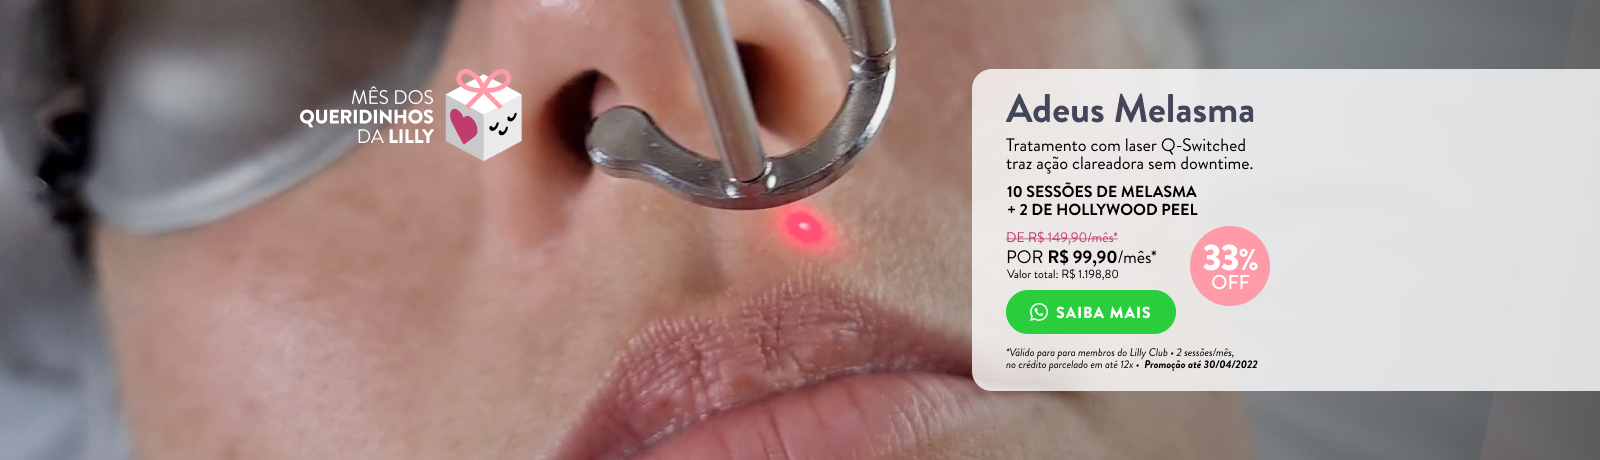 MÊS DOS
QUERIDINHOS
DA LILLY
Adeus Melasma
Tratamento com laser Q-Switched
traz ação clareadora sem downtime.
10 SESSÕES DE MELASMA
+ 2 DE HOLLYWOOD PEEL
DE R$ 149,90/mês*
POR R$ 99,90/mês*
Valor total: R$ 1.198,80
33%
OFF
SAIBA MAIS
*Válido para para membros do Lilly Club • 2 sessões/mês,
no crédito parcelado em até 12x • Promoção até 30/04/2022